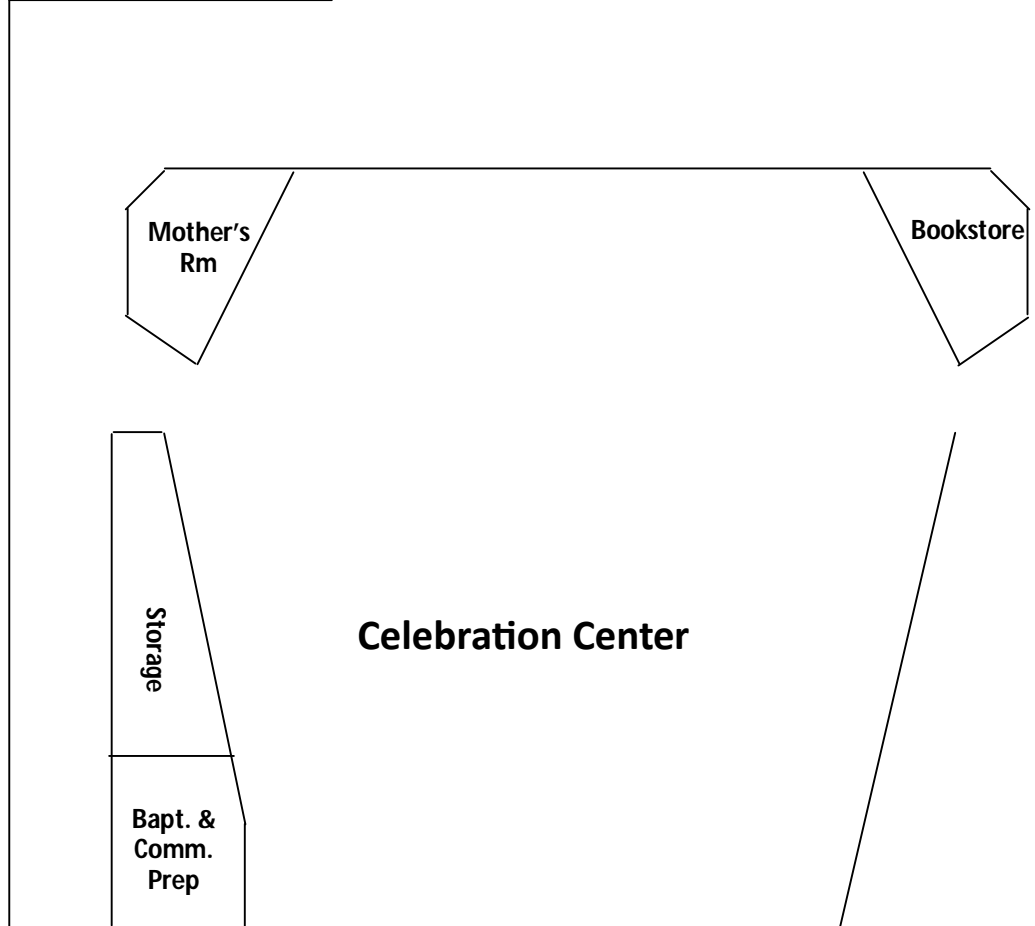 Mother's
Rm
Bookstore
Storage
Celebration Center
Bapt. &
Comm.
Prep